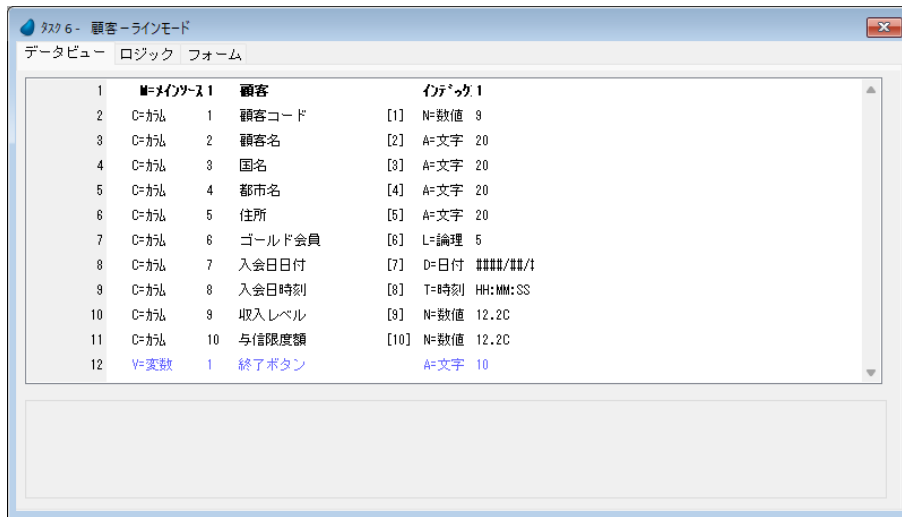 タスク 6 - 顧客－ラインモード
データビュー ロジック フォーム
1 M=メインソース 1 顧客 インデックス 1
2 C=カラム 1 顧客コード [1] N=数値 9
3 C=カラム 2 顧客名 [2] A=文字 20
4 C=カラム 3 国名 [3] A=文字 20
5 C=カラム 4 都市名 [4] A=文字 20
6 C=カラム 5 住所 [5] A=文字 20
7 C=カラム 6 ゴールド会員 [6] L=論理 5
8 C=カラム 7 入会日日付 [7] D=日付 ####/##/#
9 C=カラム 8 入会日時刻 [8] T=時刻 HH:MM:SS
10 C=カラム 9 収入レベル [9] N=数値 12.2C
11 C=カラム 10 与信限度額 [10] N=数値 12.2C
12 V=変数 1 終了ボタン A=文字 10